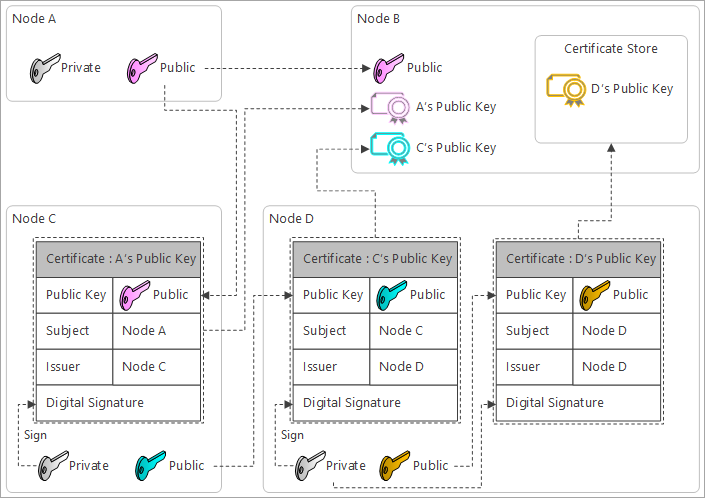 Node A
Private
Public
Node B
Public
A's Public Key
C's Public Key
Certificate Store
D's Public Key
Node C
Certificate : A's Public Key
Public Key
Public
Subject
Node A
Issuer
Node C
Digital Signature
Sign
Private
Public
Node D
Certificate : C's Public Key
Public Key
Public
Subject
Node C
Issuer
Node D
Digital Signature
Sign
Private
Public
Certificate : D's Public Key
Public Key
Public
Subject
Node D
Issuer
Node D
Digital Signature